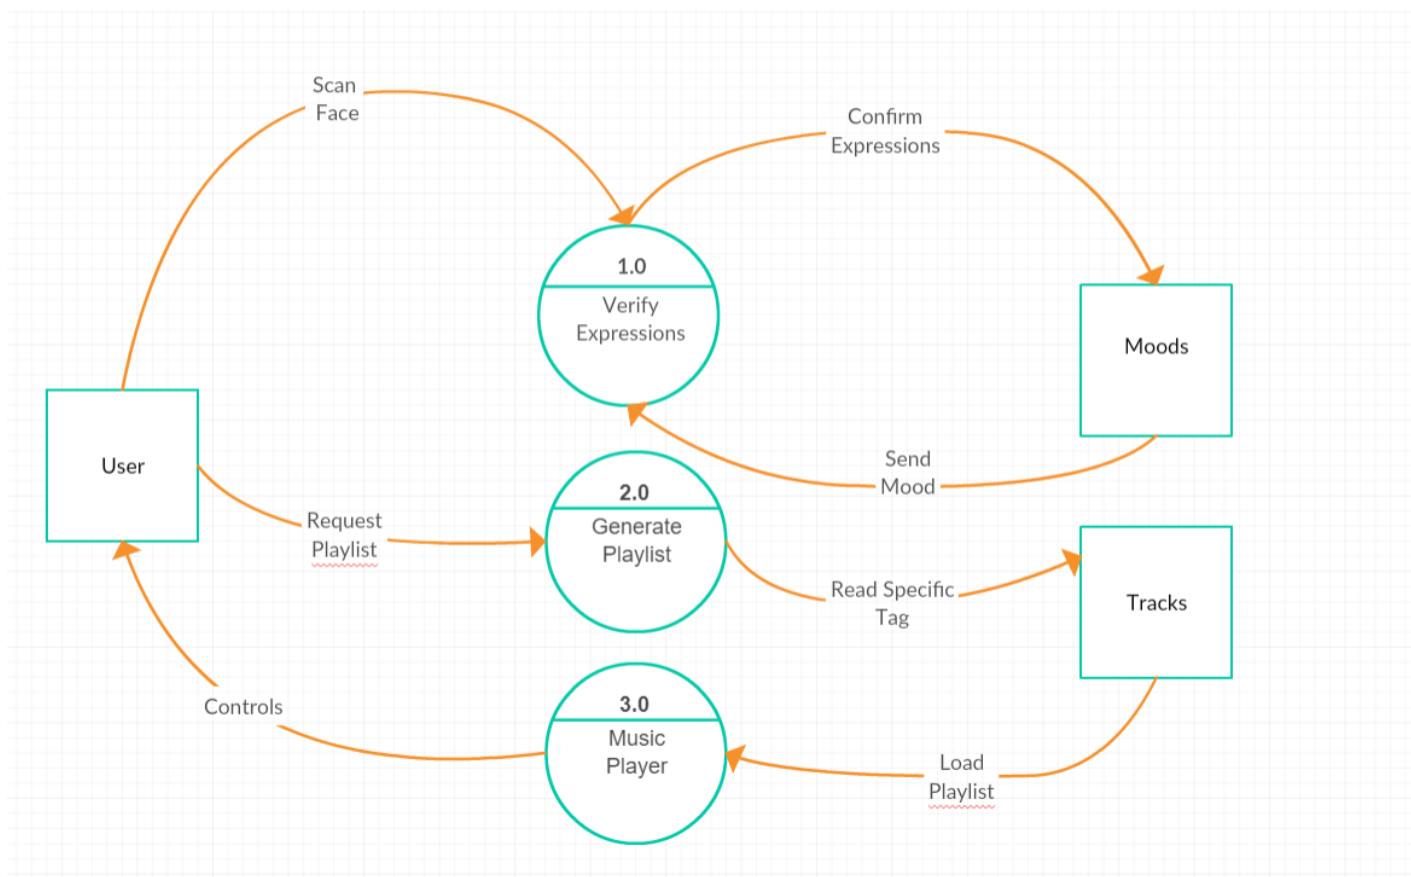 Scan
Face
Confirm
Expressions
1.0
Verify
Expressions
Moods
User
Send
Mood
2.0
Generate
Playlist
Request
Playlist
Read Specific
Tag
Tracks
3.0
Music
Player
Controls
Load
Playlist